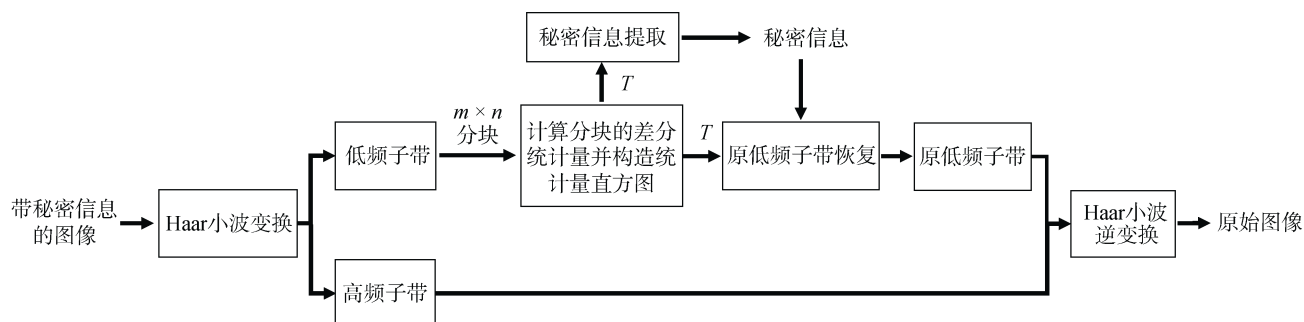 秘密信息提取
秘密信息
T
m × n
分块
计算分块的差分
统计量并构造统
计量直方图
T
低频子带
原低频子带恢复
原低频子带
带秘密信息
的图像
Haar小波变换
Haar小波
逆变换
原始图像
高频子带